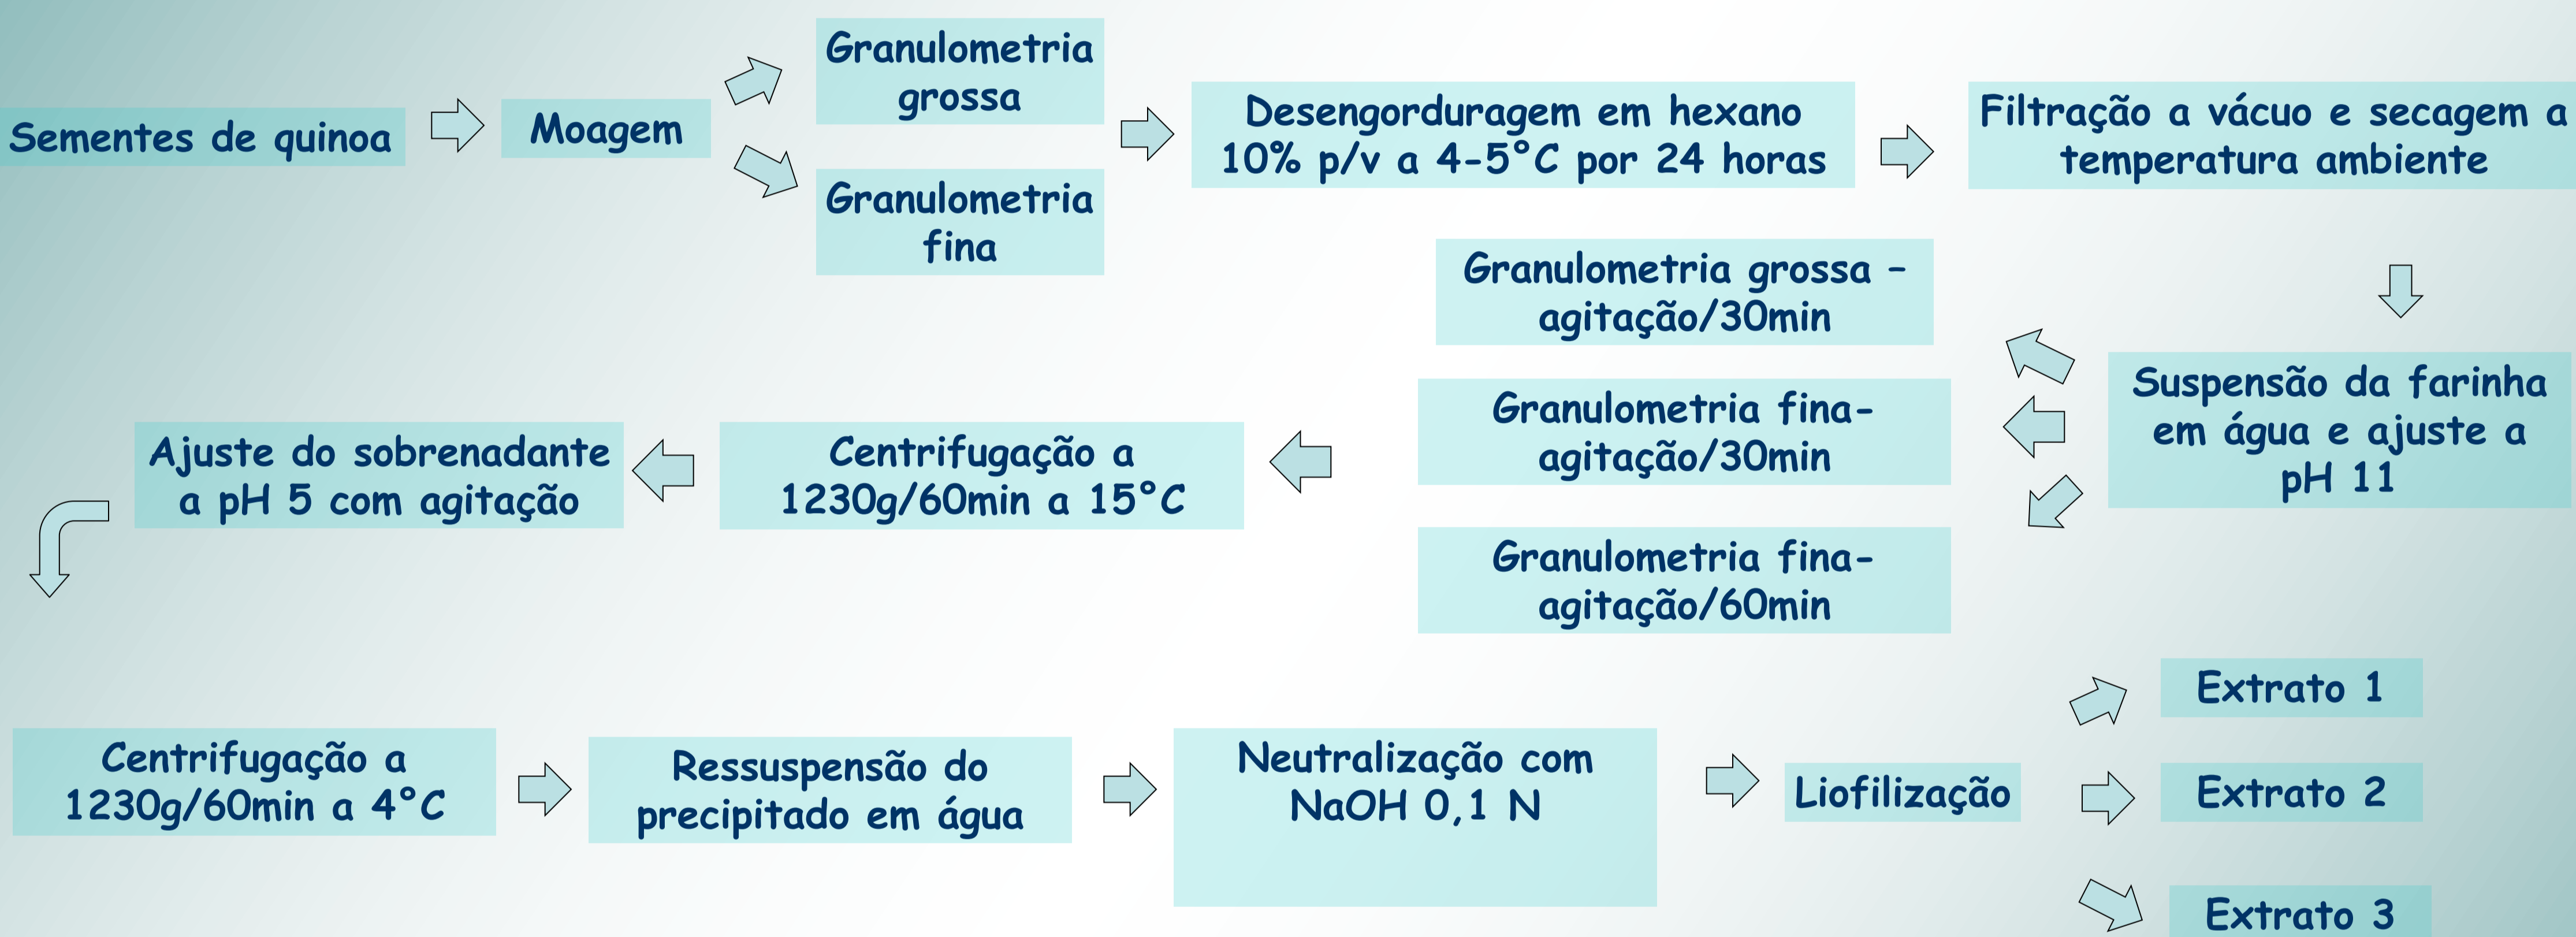 Sementes de quinoa
Moagem
Granulometria
grossa
Granulometria
fina
Desengorduragem em hexano
10% p/v a 4-5°C por 24 horas
Filtração a vácuo e secagem a
temperatura ambiente
Suspensão da farinha
em água e ajuste a
pH 11
Granulometria grossa –
agitação/30min
Granulometria fina-
agitação/30min
Granulometria fina-
agitação/60min
Centrifugação a
1230g/60min a 15°C
Ajuste do sobrenadante
a pH 5 com agitação
Centrifugação a
1230g/60min a 4°C
Ressuspensão do
precipitado em água
Neutralização com
NaOH 0,1 N
Liofilização
Extrato 1
Extrato 2
Extrato 3